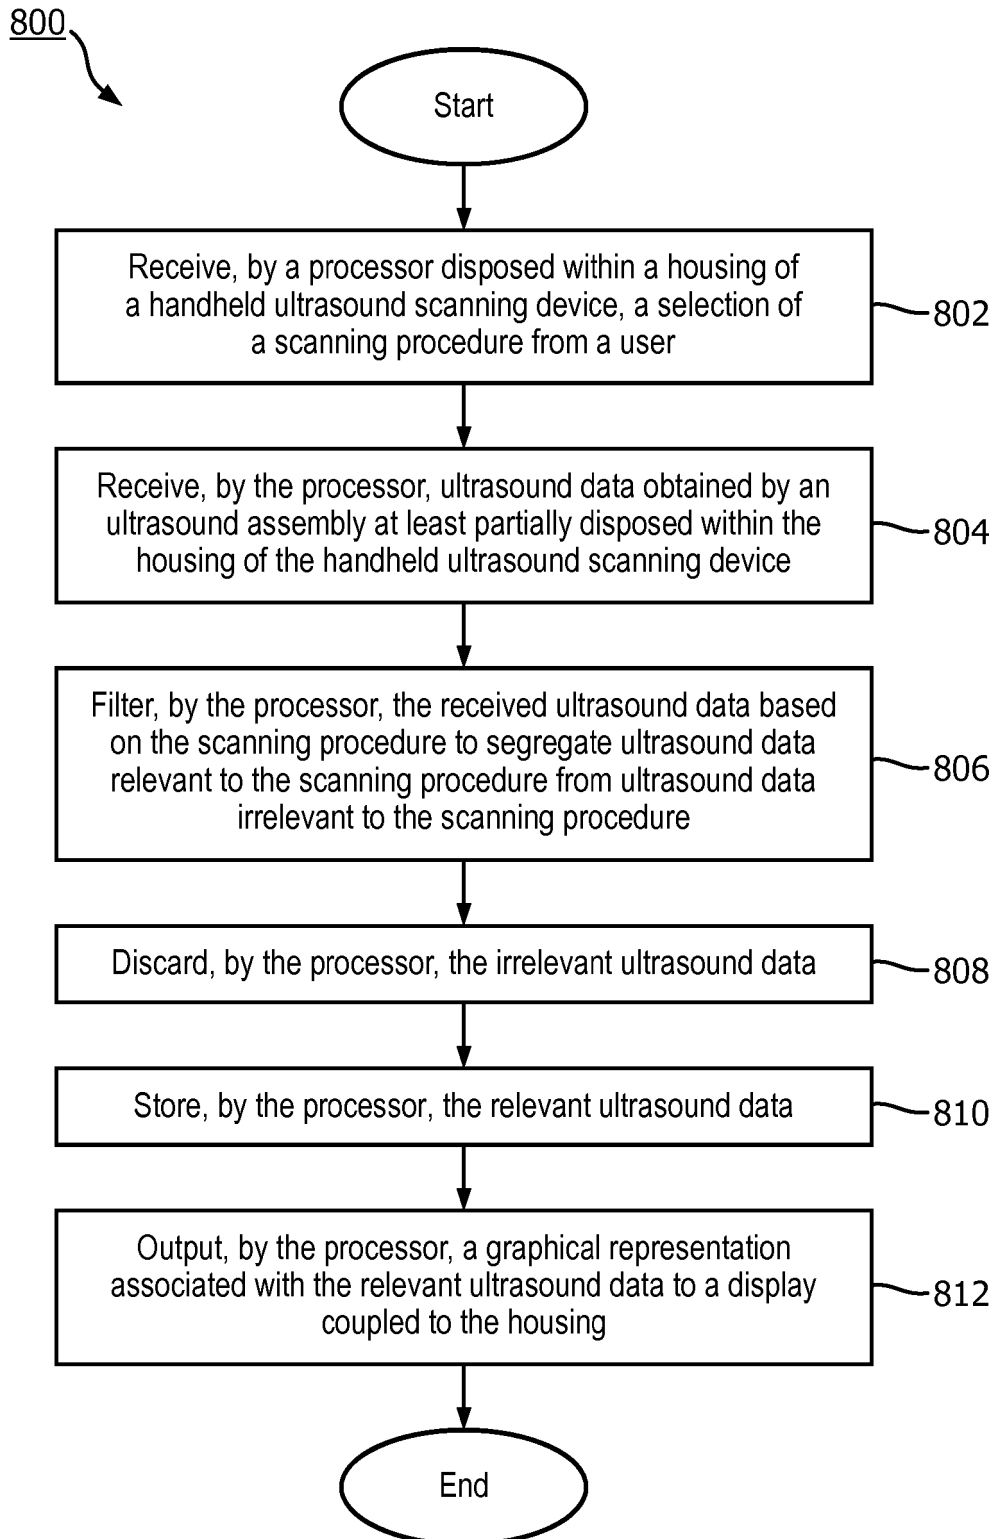 800
Start
Receive, by a processor disposed within a housing of
a handheld ultrasound scanning device, a selection of
a scanning procedure from a user
802
Receive, by the processor, ultrasound data obtained by an
ultrasound assembly at least partially disposed within the
housing of the handheld ultrasound scanning device
804
Filter, by the processor, the received ultrasound data based
on the scanning procedure to segregate ultrasound data
relevant to the scanning procedure from ultrasound data
irrelevant to the scanning procedure
806
Discard, by the processor, the irrelevant ultrasound data
808
Store, by the processor, the relevant ultrasound data
810
Output, by the processor, a graphical representation
associated with the relevant ultrasound data to a display
coupled to the housing
812
End